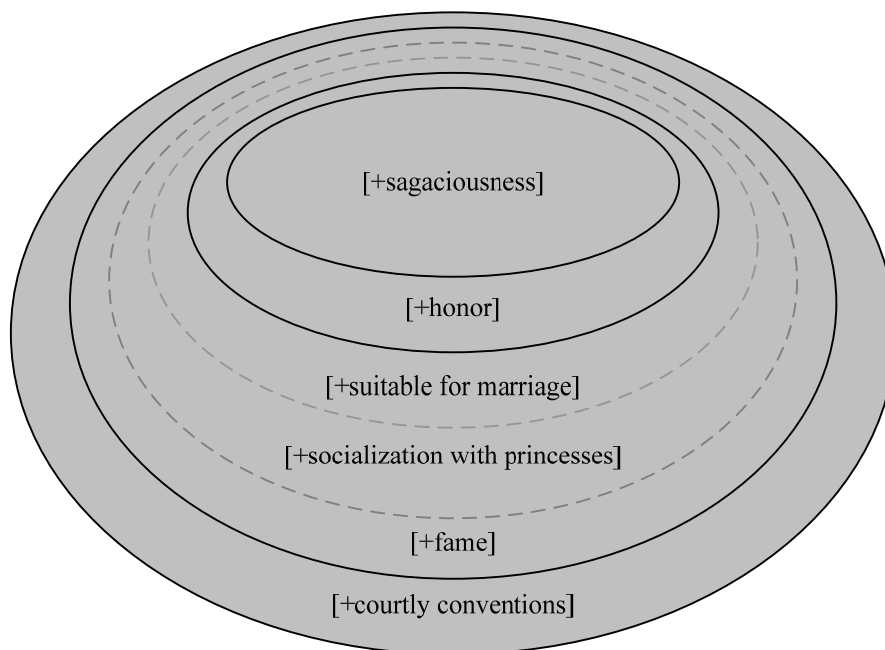 [+sagaciousness]
[+honor]
[+suitable for marriage]
[+socialization with princesses]
[+fame]
[+courtly conventions]